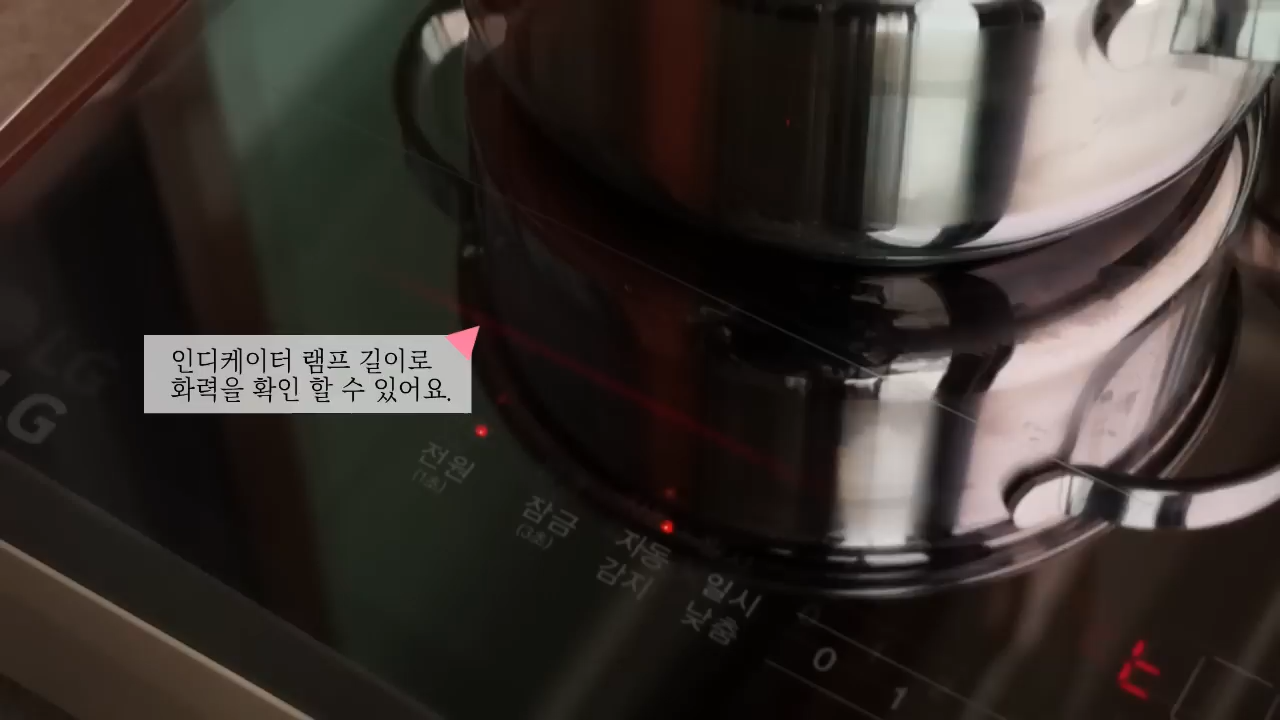 인디케이터 램프 길이로
화력을 확인 할 수 있어요.
LG
LG
전원
(1초)
잠금
(3초)
자동
감지
일시
낮춤
0
1